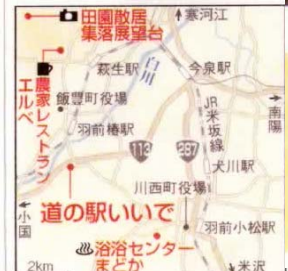 田園散居
集落展望台
寒河江
萩生駅
白川
今泉駅
農家レストラン
エルベ
飯豊町役場
JR米坂線
南陽
羽前椿駅
113
287
犬川駅
川西町役場
小国
道の駅いいで
羽前小松駅
浴浴センター
まどか
2km
米沢